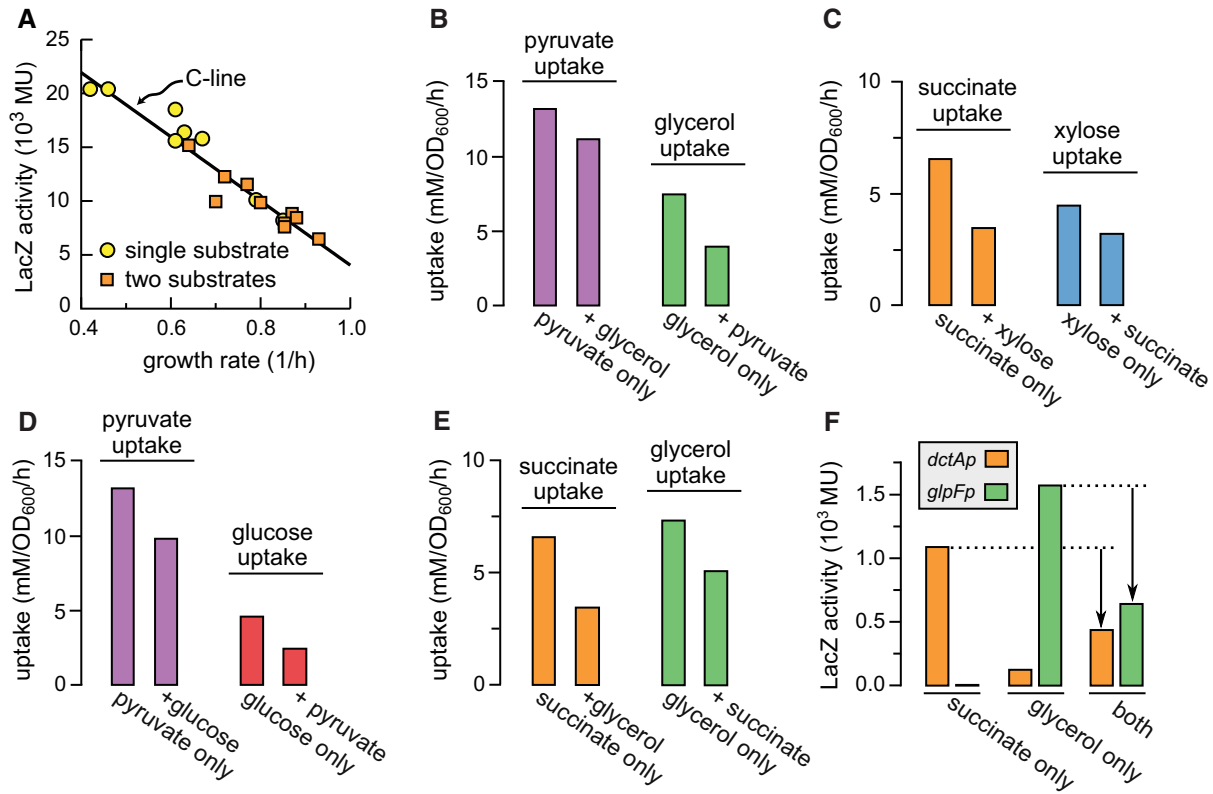 A
LacZ activity (10³ MU)
25
20
15
10
5
0
C-line
single substrate
two substrates
0.4
0.6
0.8
1.0
growth rate (1/h)
B
uptake (mM/OD₆₀₀/h)
15
10
5
0
pyruvate
uptake
glycerol
uptake
pyruvate only
+ glycerol
glycerol only
+ pyruvate
C
uptake (mM/OD₆₀₀/h)
10
5
0
succinate
uptake
xylose
uptake
succinate only
+ xylose
xylose only
+ succinate
D
uptake (mM/OD₆₀₀/h)
15
10
5
0
pyruvate
uptake
glucose
uptake
pyruvate only
+glucose
glucose only
+ pyruvate
E
uptake (mM/OD₆₀₀/h)
10
5
0
succinate
uptake
glycerol
uptake
succinate only
+glycerol
glycerol only
+ succinate
F
LacZ activity (10³ MU)
dctAp
glpFp
1.5
1.0
0.5
0.0
succinate only
glycerol only
both